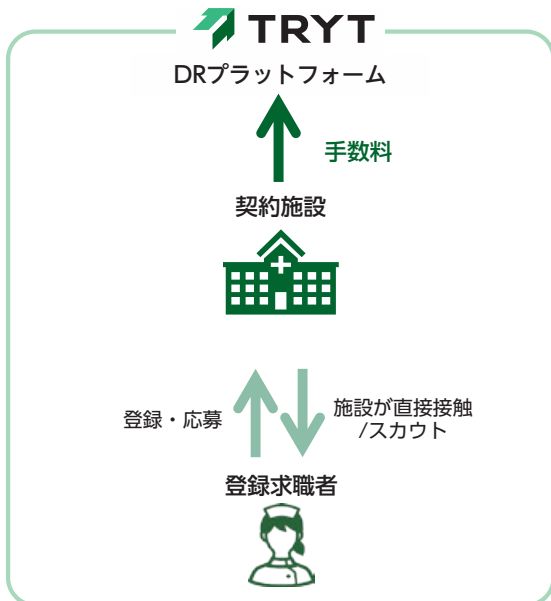 TRYT
DRプラットフォーム
手数料
契約施設
登録・応募
施設が直接接触
/スカウト
登録求職者